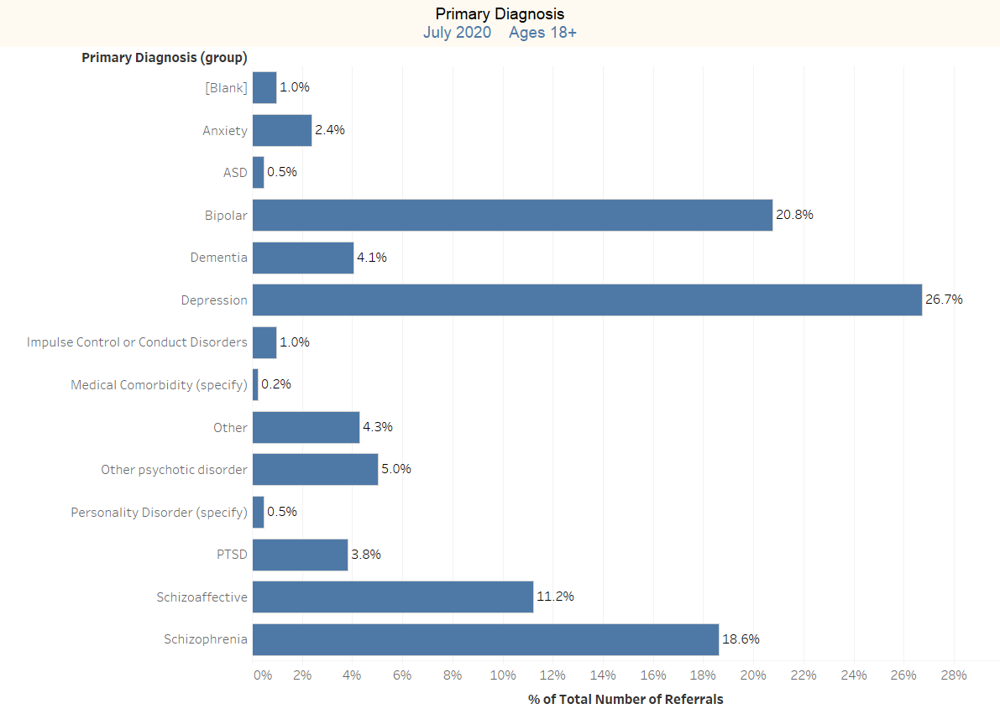 Primary Diagnosis
July 2020 Ages 18+
Primary Diagnosis (group)
[Blank] 1.0%
Anxiety 2.4%
ASD 0.5%
Bipolar 20.8%
Dementia 4.1%
Depression 26.7%
Impulse Control or Conduct Disorders 1.0%
Medical Comorbidity (specify) 0.2%
Other 4.3%
Other psychotic disorder 5.0%
Personality Disorder (specify) 0.5%
PTSD 3.8%
Schizoaffective 11.2%
Schizophrenia 18.6%
0% 2% 4% 6% 8% 10% 12% 14% 16% 18% 20% 22% 24% 26% 28%
% of Total Number of Referrals